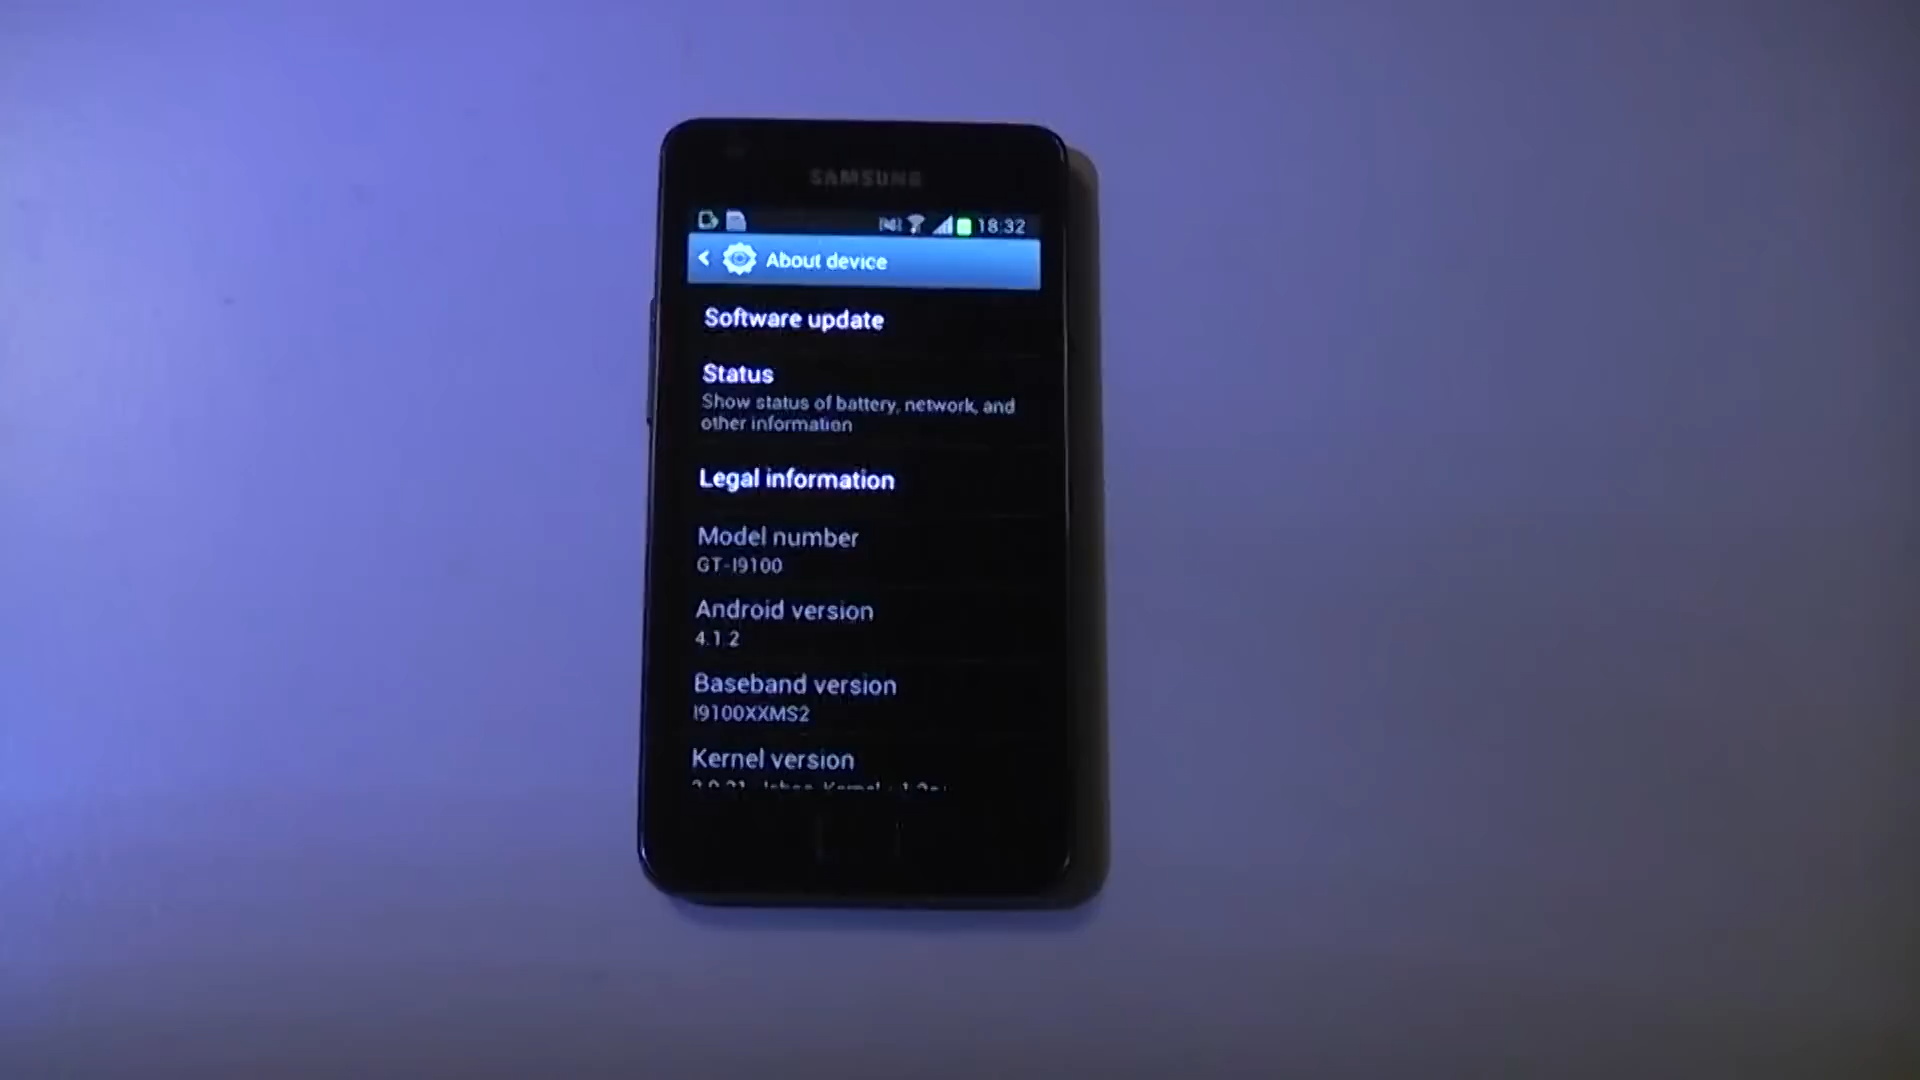 SAMSUNG
18:32
About device
Software update
Status
Show status of battery, network, and
other information
Legal information
Model number
GT-I9100
Android version
4.1.2
Baseband version
I9100XXMS2
Kernel version